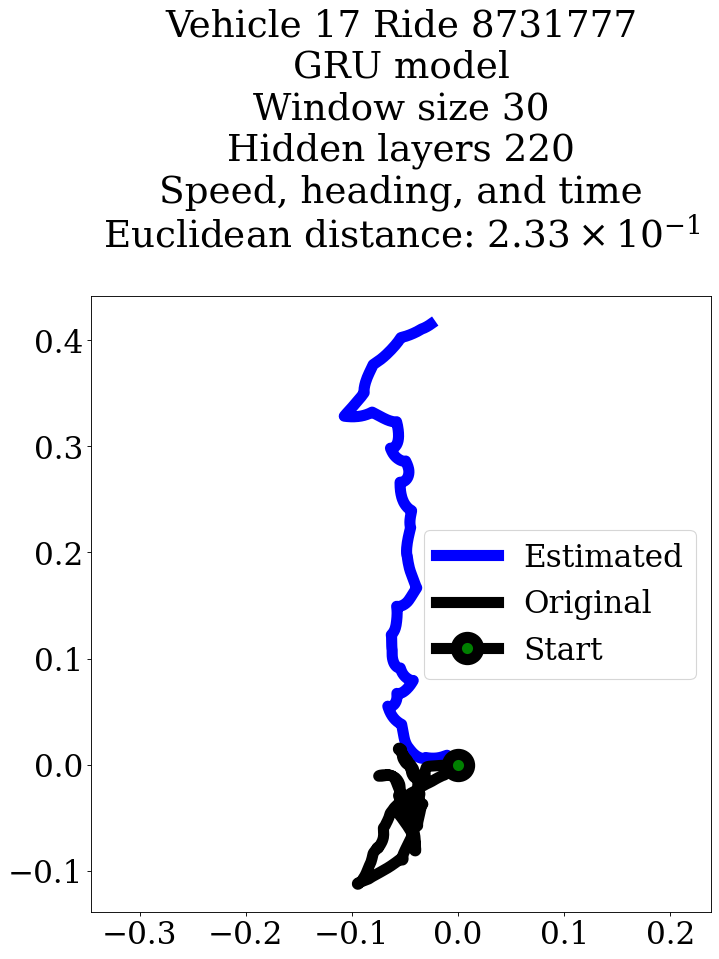 Vehicle 17 Ride 8731777
GRU model
Window size 30
Hidden layers 220
Speed, heading, and time
Euclidean distance: 2.33 × 10⁻¹
0.4
0.3
0.2
0.1
0.0
−0.1
Estimated
Original
Start
−0.3
−0.2
−0.1
0.0
0.1
0.2